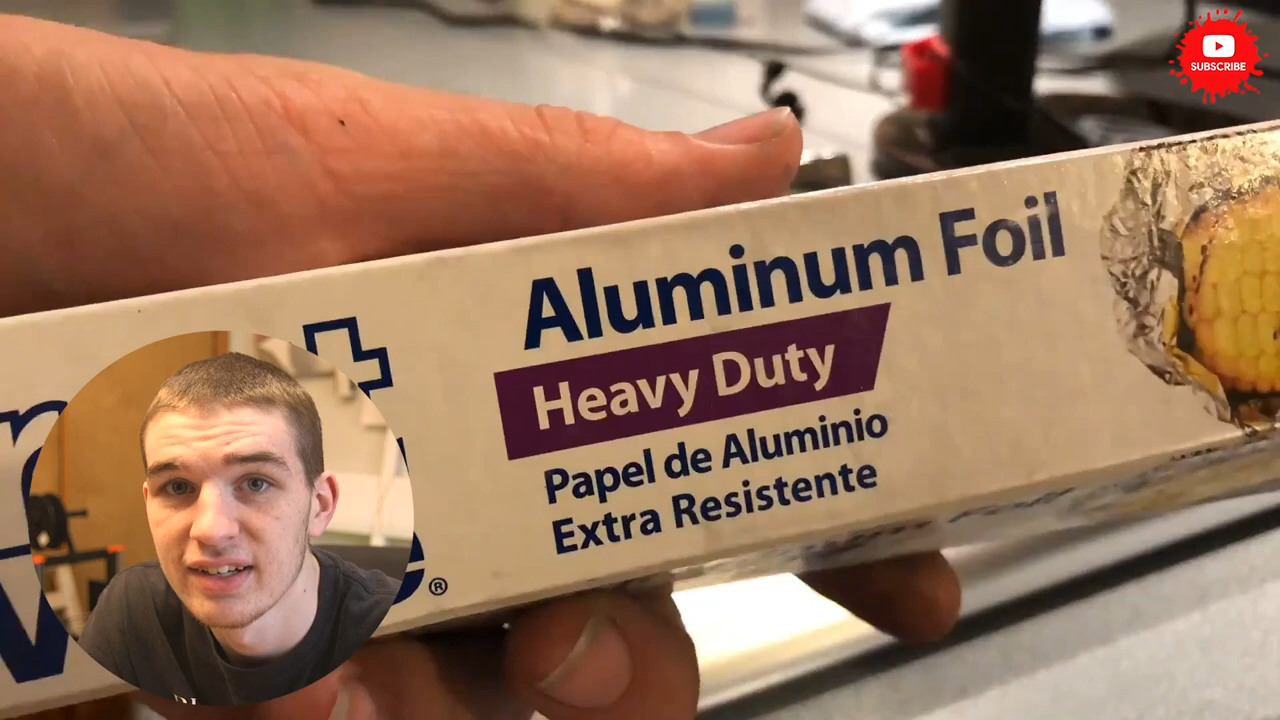 SUBSCRIBE
Aluminum Foil
Heavy Duty
Papel de Aluminio
Extra Resistente
®